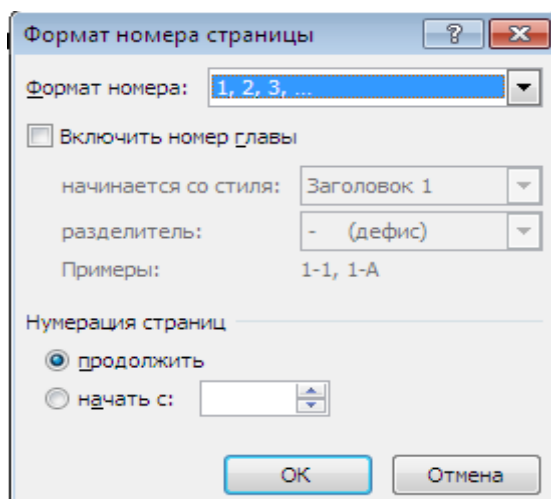 Формат номера страницы
Формат номера: 1, 2, 3, ...
Включить номер главы
начинается со стиля: Заголовок 1
разделитель: - (дефис)
Примеры: 1-1, 1-А
Нумерация страниц
продолжить
начать с:
ОК Отмена